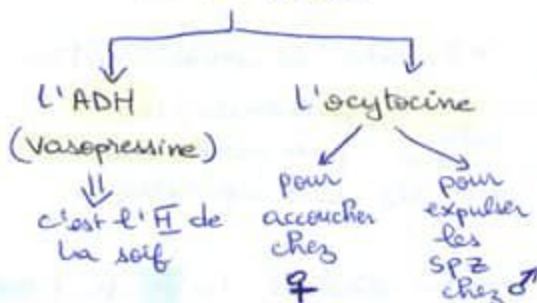 l'ADH
(Vasopressine)
c'est l'H de
la soif
l'ocytocine
pour
accoucher
chez
♀
pour
expulser
les
SPZ
chez ♂